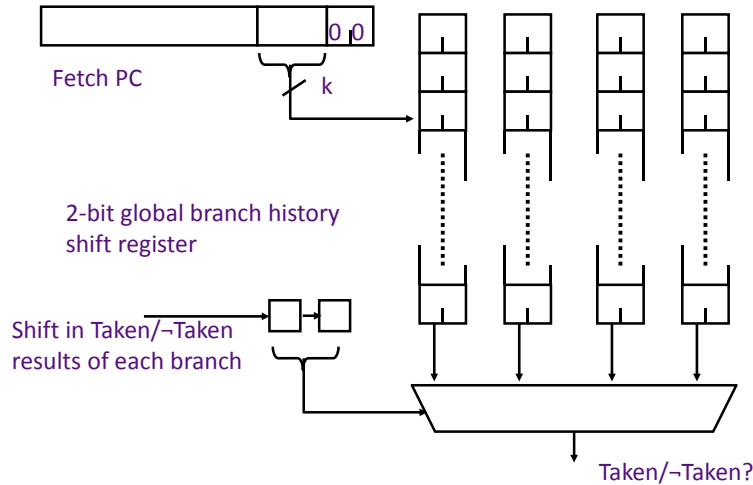 0 0
Fetch PC
k
2-bit global branch history
shift register
Shift in Taken/¬Taken
results of each branch
Taken/¬Taken?